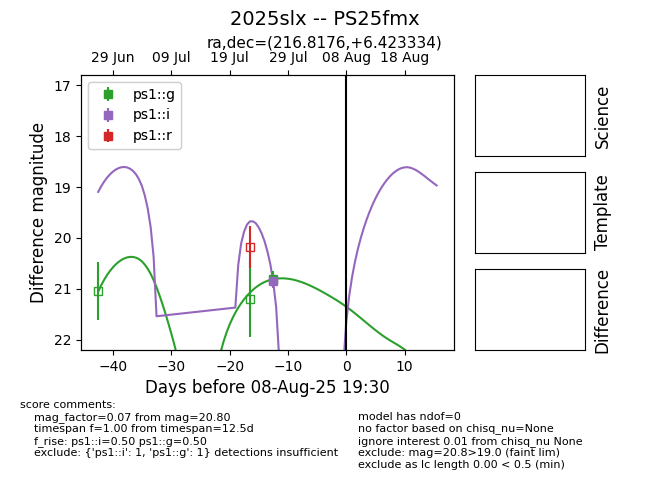 2025slx -- PS25fmx
ra,dec=(216.8176,+6.423334)
29 Jun 09 Jul 19 Jul 29 Jul 08 Aug 18 Aug
ps1::g
ps1::i
ps1::r
Difference magnitude
17
18
19
20
21
22
−40 −30 −20 −10 0 10
Days before 08-Aug-25 19:30
Science
Template
Difference
score comments:
mag_factor=0.07 from mag=20.80
timespan f=1.00 from timespan=12.5d
f_rise: ps1::i=0.50 ps1::g=0.50
exclude: {'ps1::i': 1, 'ps1::g': 1} detections insufficient
model has ndof=0
no factor based on chisq_nu=None
ignore interest 0.01 from chisq_nu None
exclude: mag=20.8>19.0 (faint lim)
exclude as lc length 0.00 < 0.5 (min)